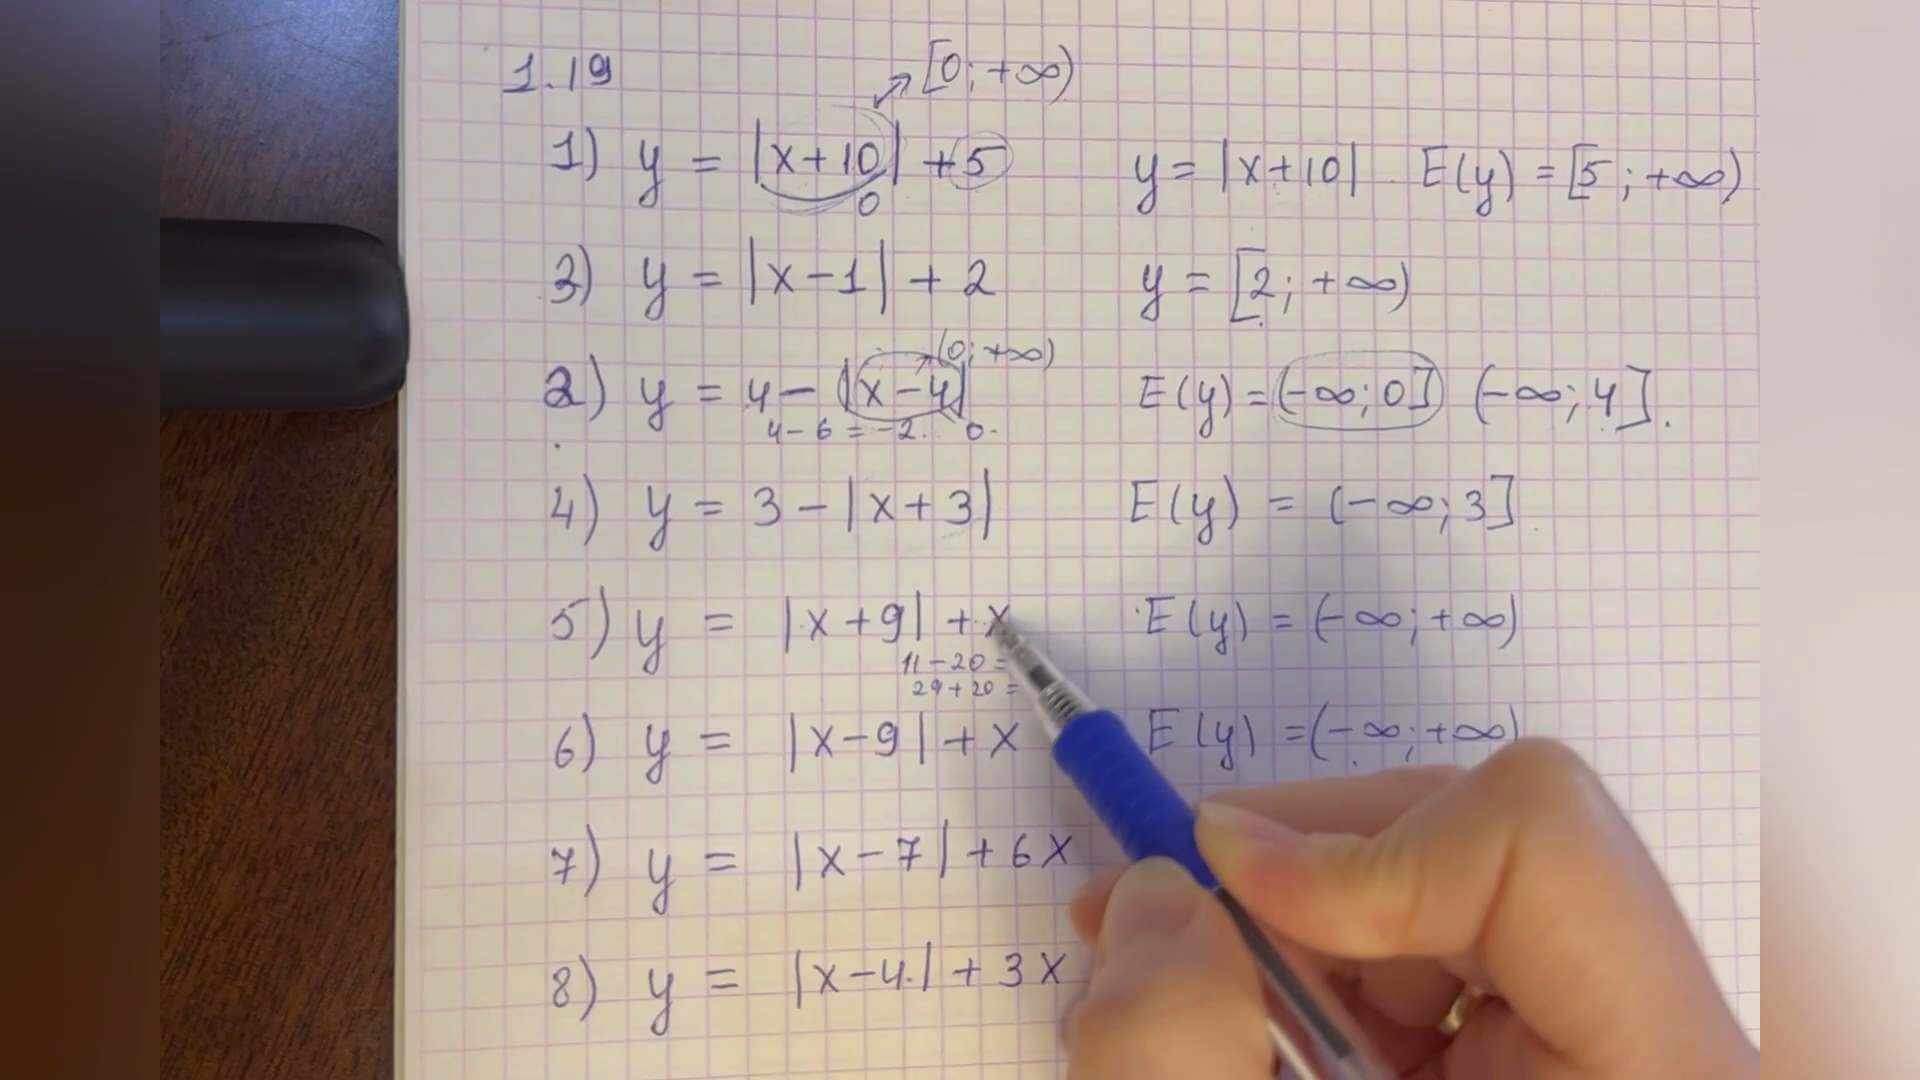 1.19
[0; +∞)
1) y = |x+10| +5 y = |x+10| E(y) = [5; +∞)
0
3) y = |x-1| + 2 y = [2; +∞)
(0; +∞)
2) y = 4 - |x-4| E(y) = (-∞; 0] (-∞; 4].
4-6 = -2. 0.
4) y = 3 - |x+3| E(y) = (-∞; 3]
5) y = |x+9| + x E(y) = (-∞; +∞)
11-20 =
29+20 =
6) y = |x-9| + x E(y) = (-∞; +∞)
7) y = |x-7| + 6x
8) y = |x-4| + 3x